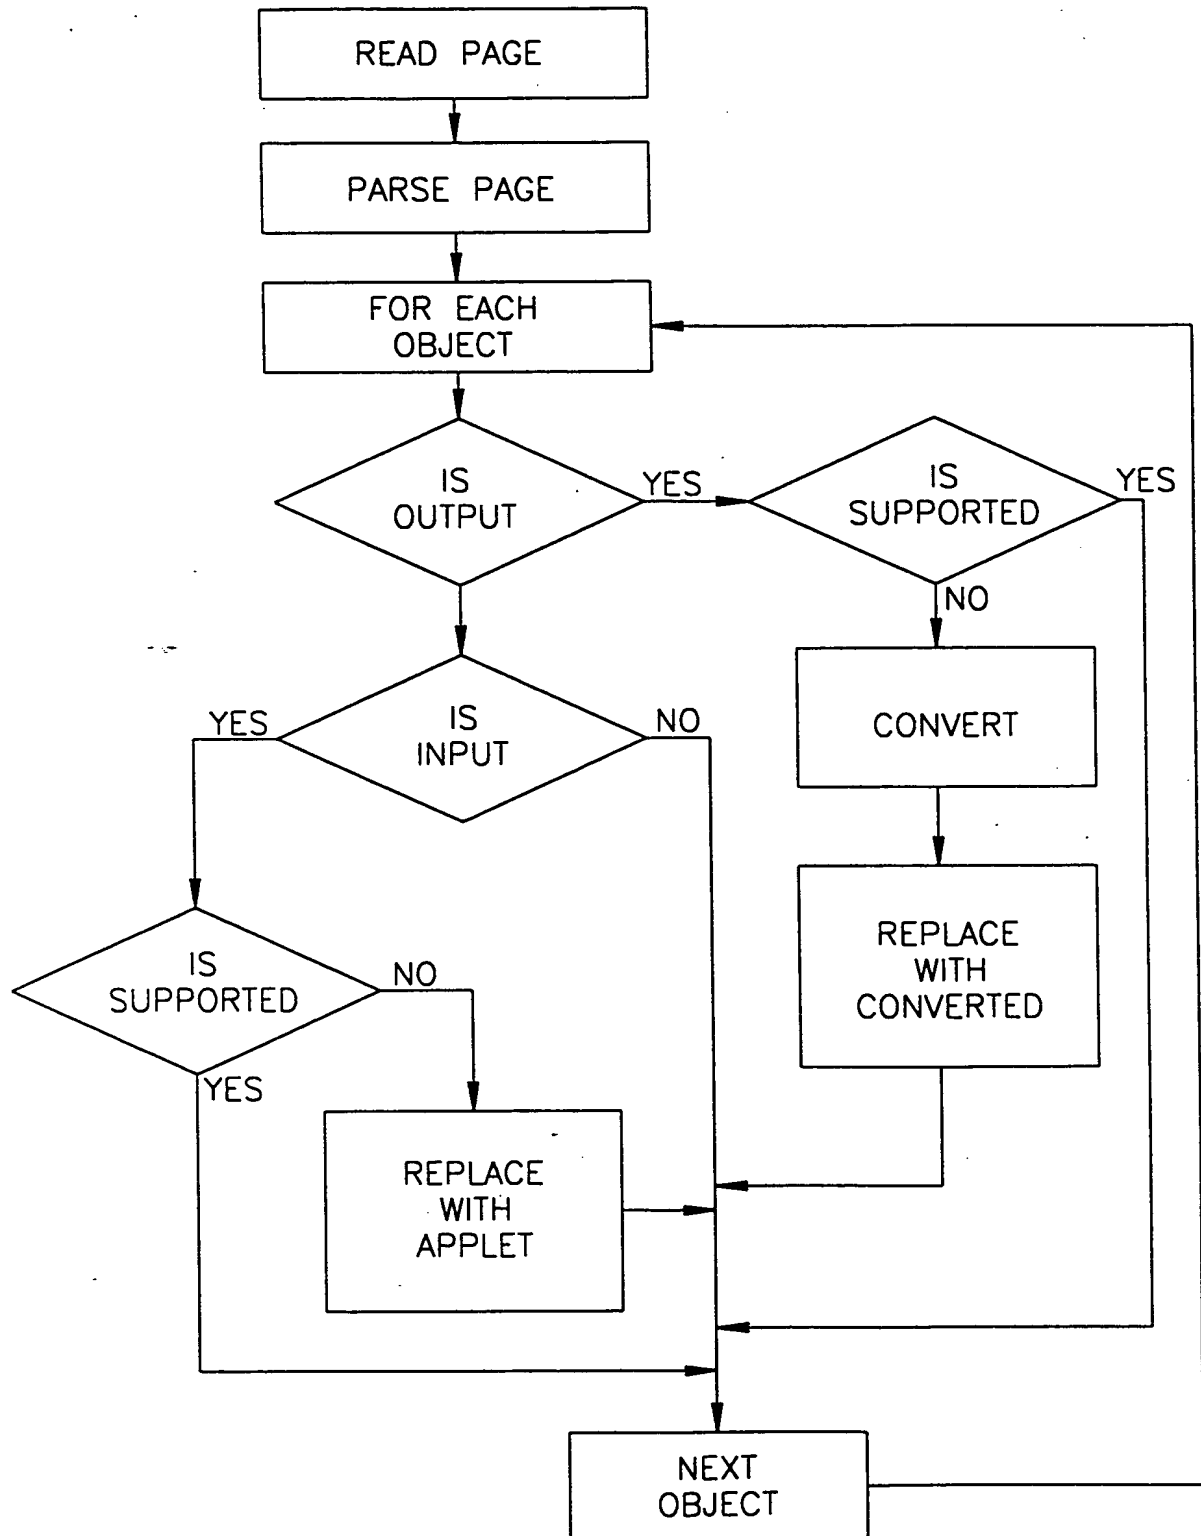 READ PAGE
PARSE PAGE
FOR EACH
OBJECT
IS
OUTPUT
YES
IS
SUPPORTED
YES
NO
IS
INPUT
YES
NO
CONVERT
REPLACE
WITH
CONVERTED
IS
SUPPORTED
NO
YES
REPLACE
WITH
APPLET
NEXT
OBJECT